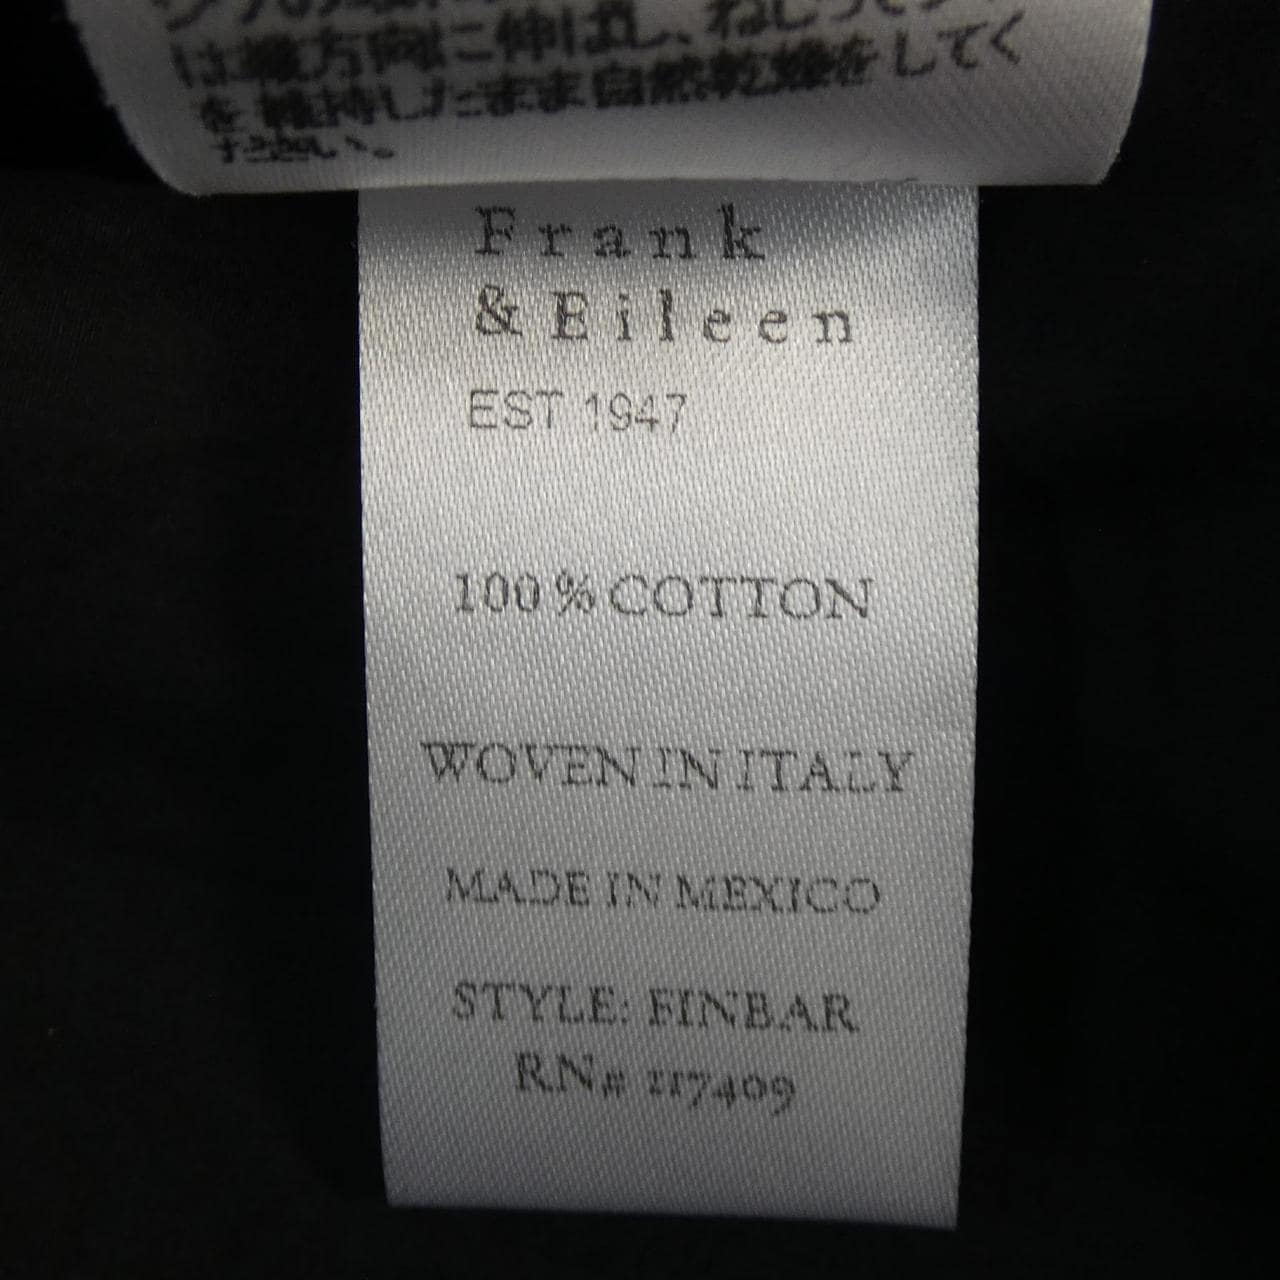 は縦方向に伸ばし、ねじって
を維持したまま自然乾燥をしてく
ださい。
Frank
& Eileen
EST 1947
100% COTTON
WOVEN IN ITALY
MADE IN MEXICO
STYLE: FINBAR
RN# 117409